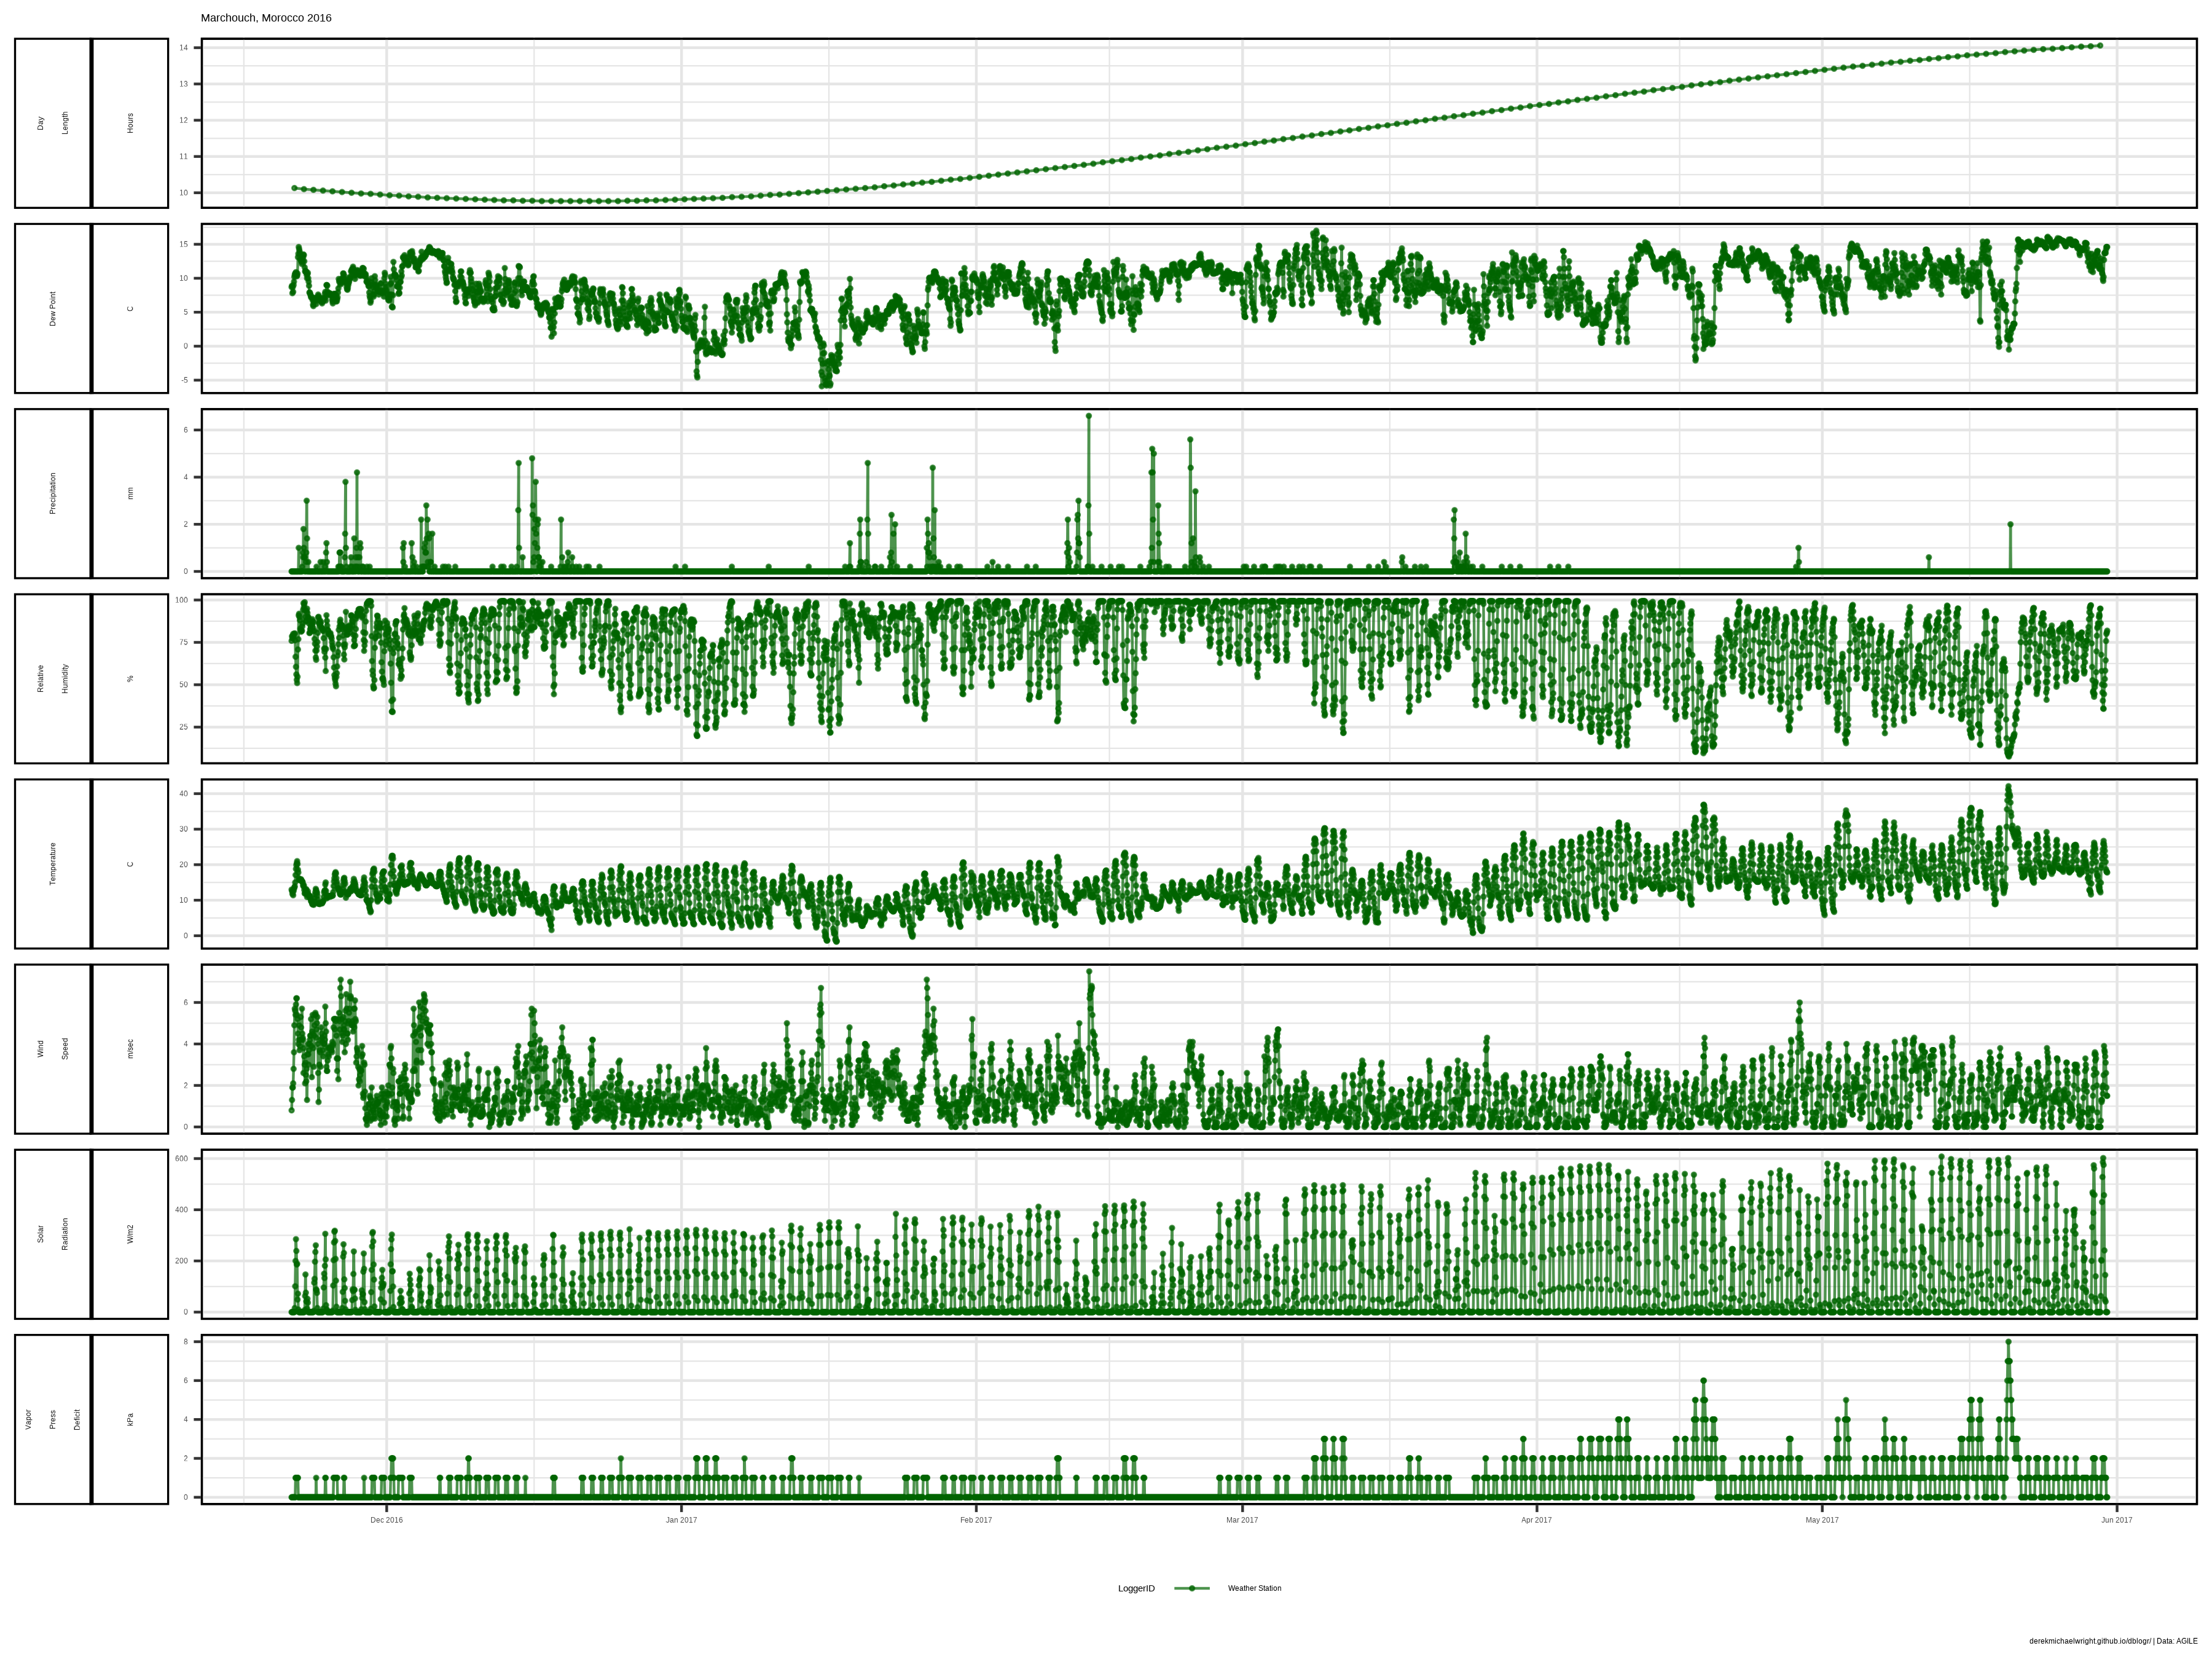 Marchouch, Morocco 2016
Day
Length
Hours
14
13
12
11
10
Dew Point
C
15
10
5
0
-5
Precipitation
mm
6
4
2
0
Relative
Humidity
%
100
75
50
25
Temperature
C
40
30
20
10
0
Wind
Speed
m/sec
6
4
2
0
Solar
Radiation
W/m2
600
400
200
0
Vapor
Press
Deficit
kPa
8
6
4
2
0
Dec 2016 Jan 2017 Feb 2017 Mar 2017 Apr 2017 May 2017 Jun 2017
LoggerID Weather Station
derekmichaelwright.github.io/dblogr/ | Data: AGILE